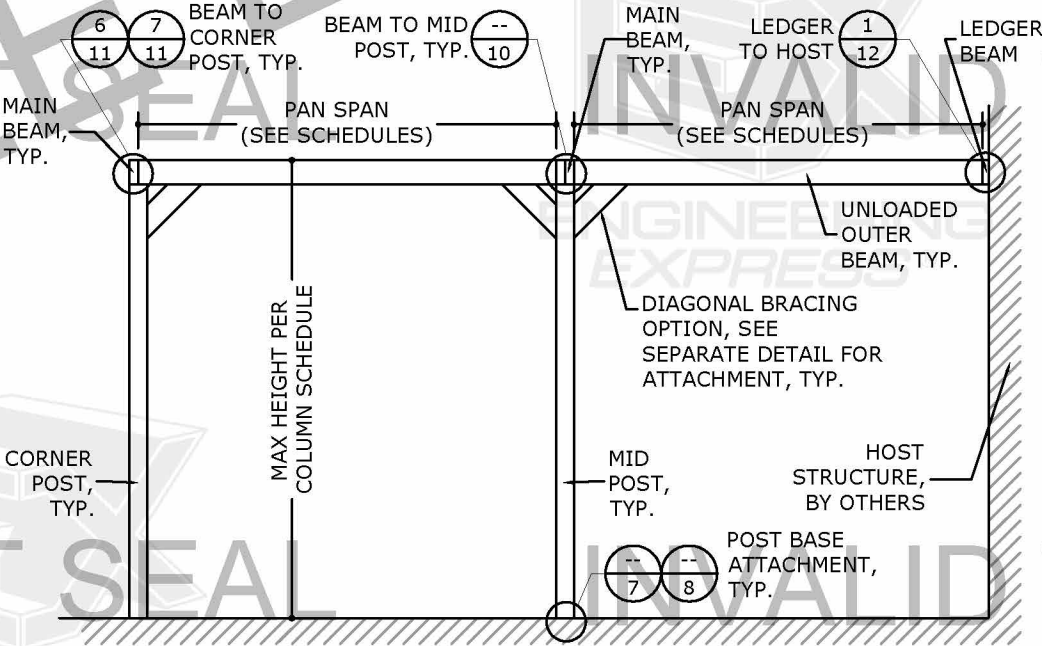 6
11
7
11
BEAM TO
CORNER
POST, TYP.
BEAM TO MID
POST, TYP.
--
10
MAIN
BEAM,
TYP.
LEDGER
TO HOST
1
12
LEDGER
BEAM
SEAL
INVALID
MAIN
BEAM,
TYP.
PAN SPAN
(SEE SCHEDULES)
PAN SPAN
(SEE SCHEDULES)
UNLOADED
OUTER
BEAM, TYP.
ENGINEERING
EXPRESS
DIAGONAL BRACING
OPTION, SEE
SEPARATE DETAIL FOR
ATTACHMENT, TYP.
MAX HEIGHT PER
COLUMN SCHEDULE
CORNER
POST,
TYP.
MID
POST,
TYP.
HOST
STRUCTURE,
BY OTHERS
--
7
--
8
POST BASE
ATTACHMENT,
TYP.
SEAL
INVALID